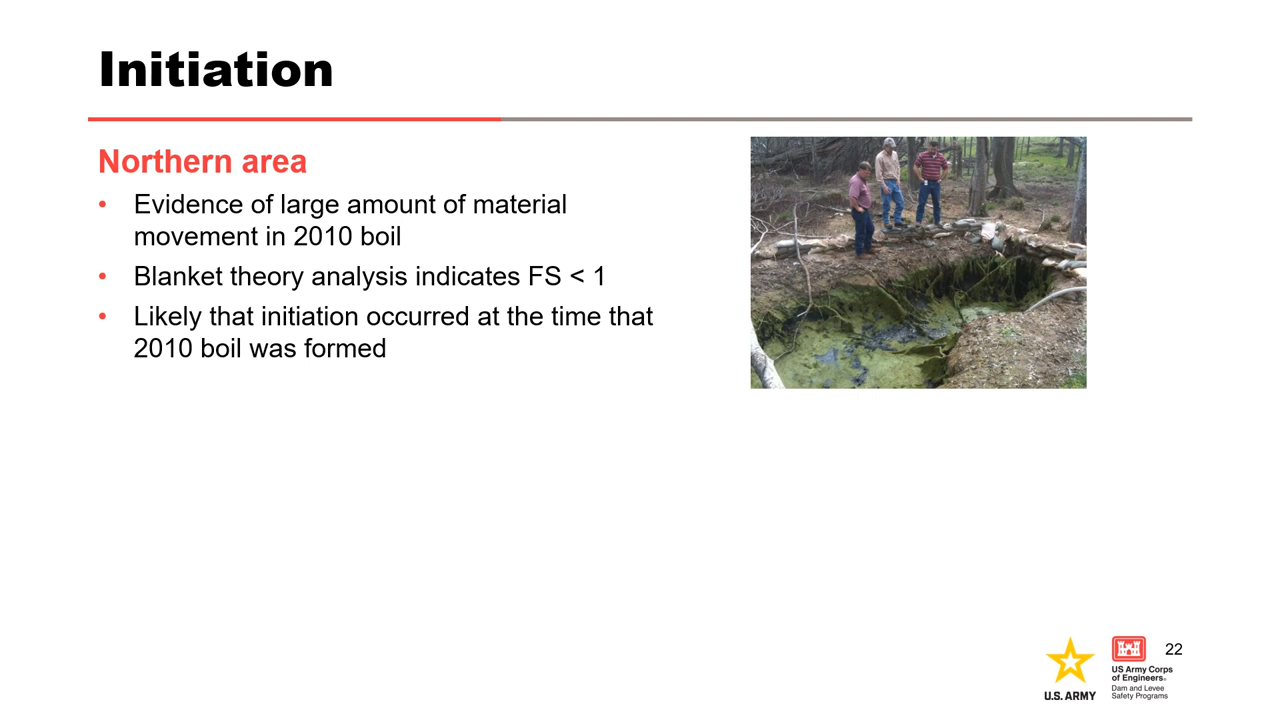 Initiation
Northern area
• Evidence of large amount of material
movement in 2010 boil
• Blanket theory analysis indicates FS < 1
• Likely that initiation occurred at the time that
2010 boil was formed
22
U.S. ARMY
US Army Corps
of Engineers®
Dam and Levee
Safety Programs